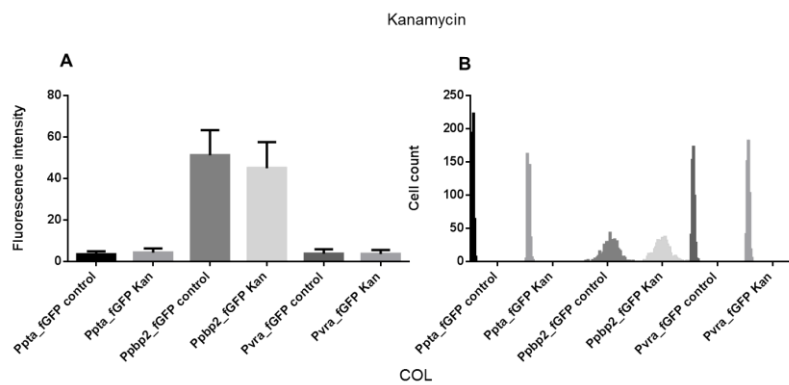 Kanamycin
A
B
Fluorescence intensity
80
60
40
20
0
Ppta_fGFP control
Ppta_fGFP Kan
Ppbp2_fGFP control
Ppbp2_fGFP Kan
Pvra_fGFP control
Pvra_fGFP Kan
Cell count
250
200
150
100
50
0
Ppta_fGFP control
Ppta_fGFP Kan
Ppbp2_fGFP control
Ppbp2_fGFP Kan
Pvra_fGFP control
Pvra_fGFP Kan
COL